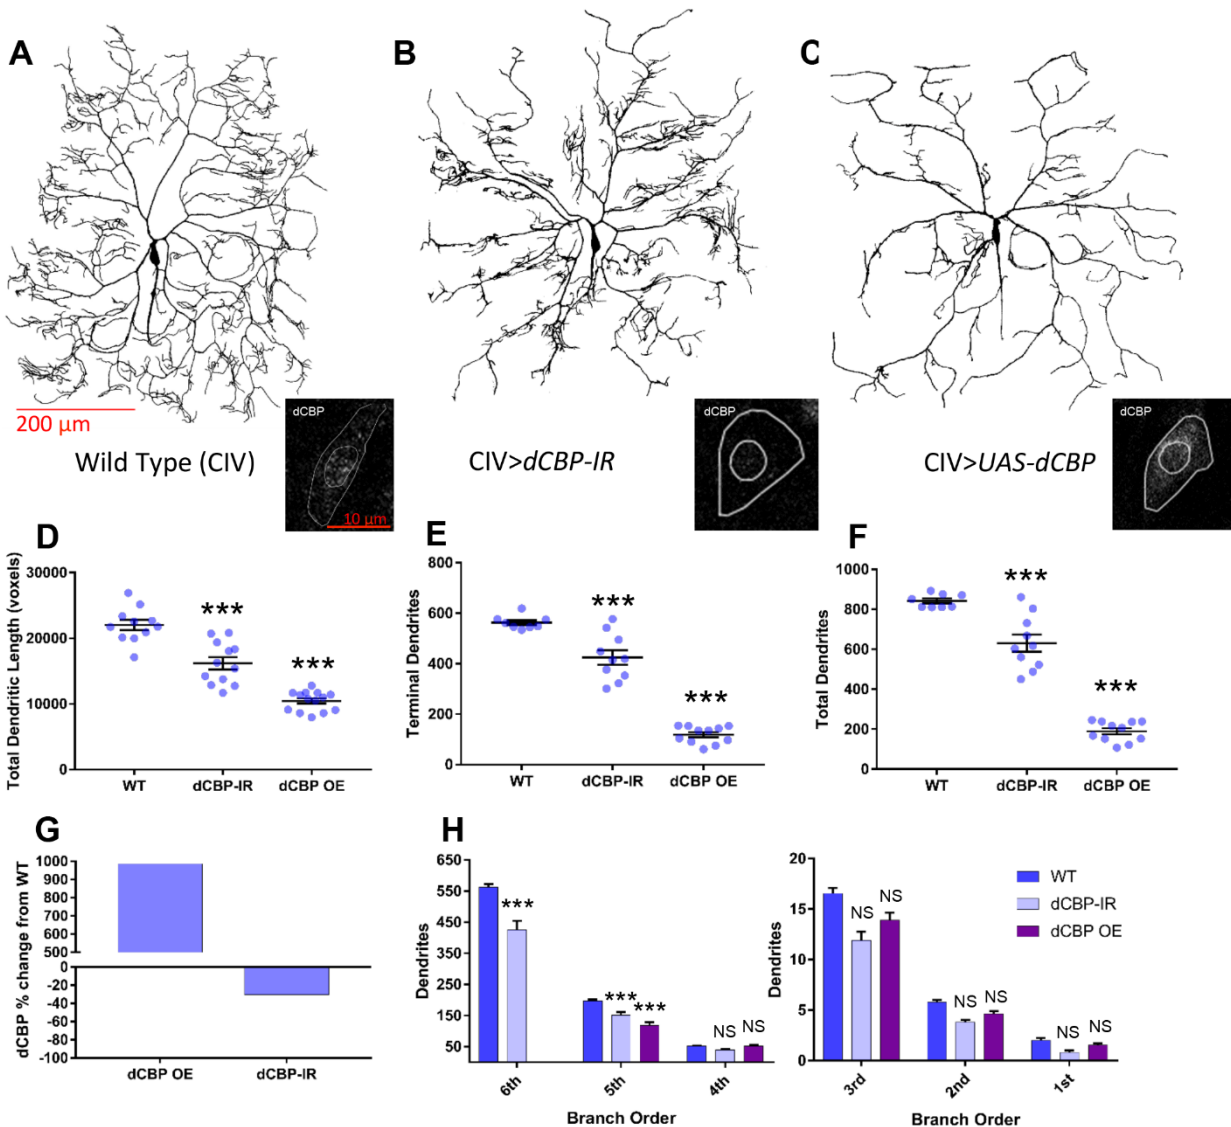 A
B
C
200 µm
dCBP
10 µm
dCBP
dCBP
Wild Type (CIV)
CIV>dCBP-IR
CIV>UAS-dCBP
D
Total Dendritic Length (voxels)
30000
20000
10000
0
***
***
WT
dCBP-IR
dCBP OE
E
Terminal Dendrites
800
600
400
200
0
***
***
WT
dCBP-IR
dCBP OE
F
Total Dendrites
1000
800
600
400
200
0
***
***
WT
dCBP-IR
dCBP OE
G
dCBP % change from WT
1000
900
800
700
600
500
0
-20
-40
-60
-80
-100
dCBP OE
dCBP-IR
H
Dendrites
650
550
450
350
250
150
50
***
***
***
NS
NS
6th
5th
4th
Branch Order
Dendrites
20
15
10
5
0
NS
NS
NS
NS
NS
NS
3rd
2nd
1st
Branch Order
WT
dCBP-IR
dCBP OE